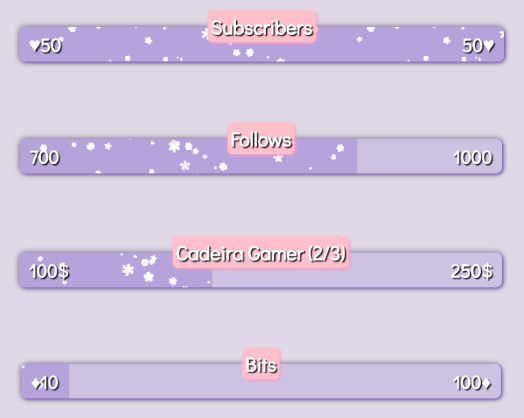 Subscribers
♥50 50♥
Follows
700 1000
Cadeira Gamer (2/3)
100$ 250$
Bits
♦10 100♦